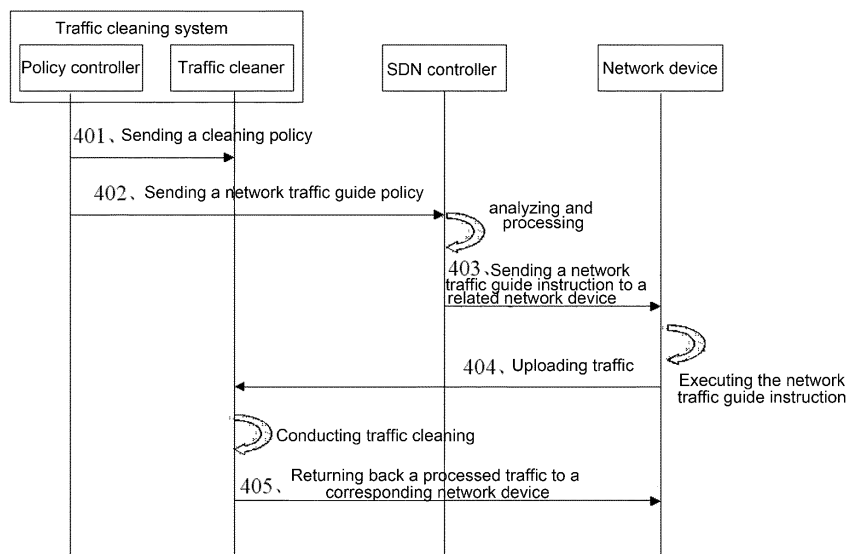 Traffic cleaning system
Policy controller
Traffic cleaner
SDN controller
Network device
401、Sending a cleaning policy
402、Sending a network traffic guide policy
analyzing and
processing
403、Sending a network
traffic guide instruction to a
related network device
404、Uploading traffic
Executing the network
traffic guide instruction
Conducting traffic cleaning
405、Returning back a processed traffic to a
corresponding network device